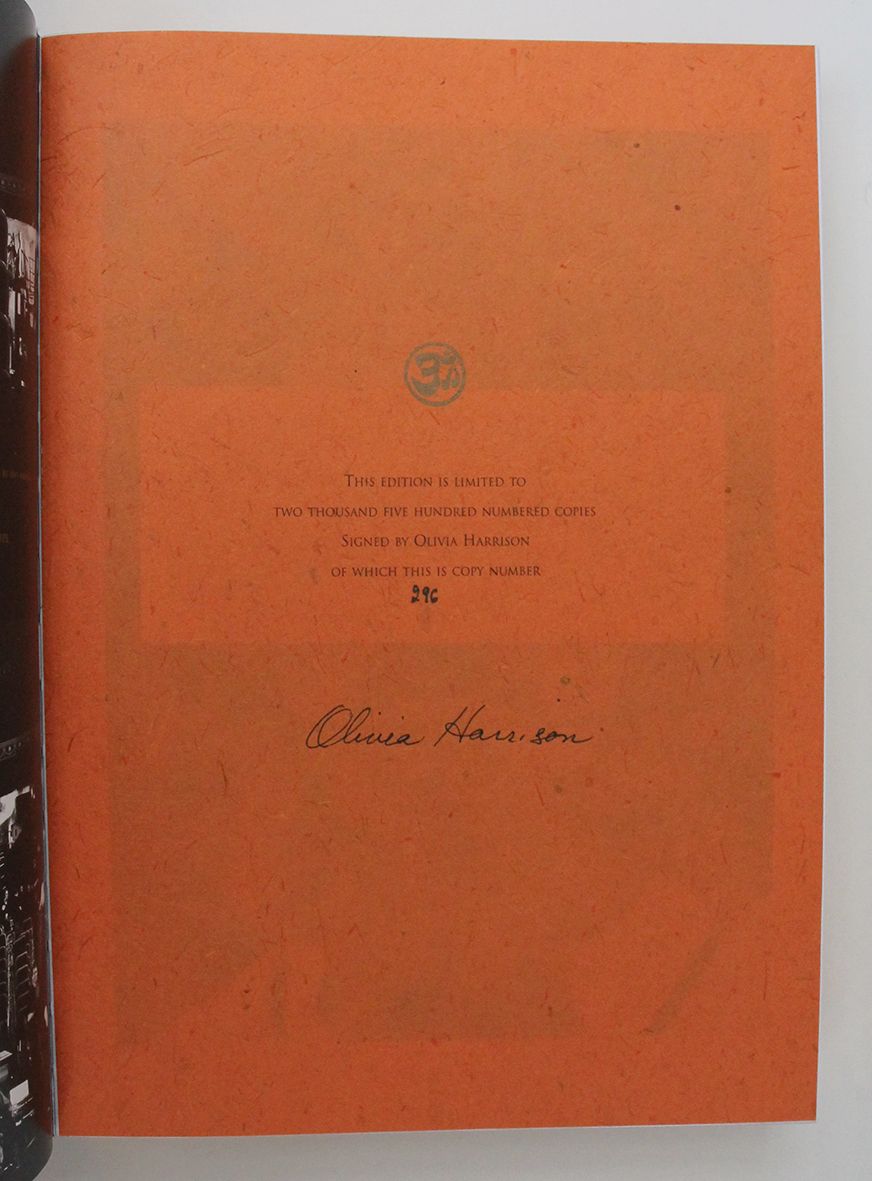 ॐ
THIS EDITION IS LIMITED TO
TWO THOUSAND FIVE HUNDRED NUMBERED COPIES
SIGNED BY OLIVIA HARRISON
OF WHICH THIS IS COPY NUMBER
296
Olivia Harrison